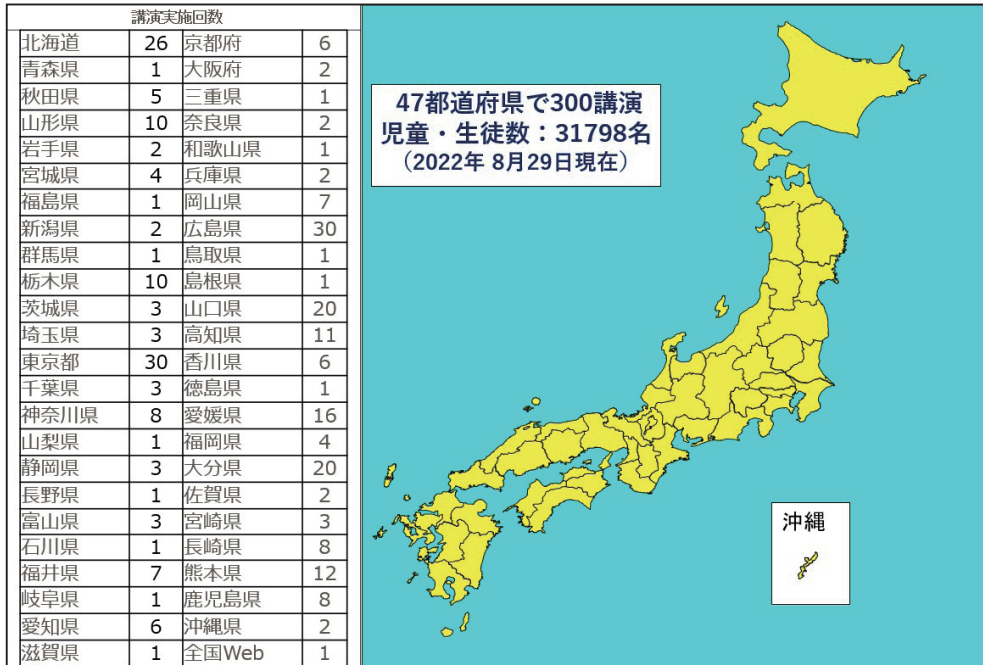 講演実施回数
北海道 26 京都府 6
青森県 1 大阪府 2
秋田県 5 三重県 1
山形県 10 奈良県 2
岩手県 2 和歌山県 1
宮城県 4 兵庫県 2
福島県 1 岡山県 7
新潟県 2 広島県 30
群馬県 1 鳥取県 1
栃木県 10 島根県 1
茨城県 3 山口県 20
埼玉県 3 高知県 11
東京都 30 香川県 6
千葉県 3 徳島県 1
神奈川県 8 愛媛県 16
山梨県 1 福岡県 4
静岡県 3 大分県 20
長野県 1 佐賀県 2
富山県 3 宮崎県 3
石川県 1 長崎県 8
福井県 7 熊本県 12
岐阜県 1 鹿児島県 8
愛知県 6 沖縄県 2
滋賀県 1 全国Web 1
47都道府県で300講演
児童・生徒数：31798名
（2022年 8月29日現在）
沖縄